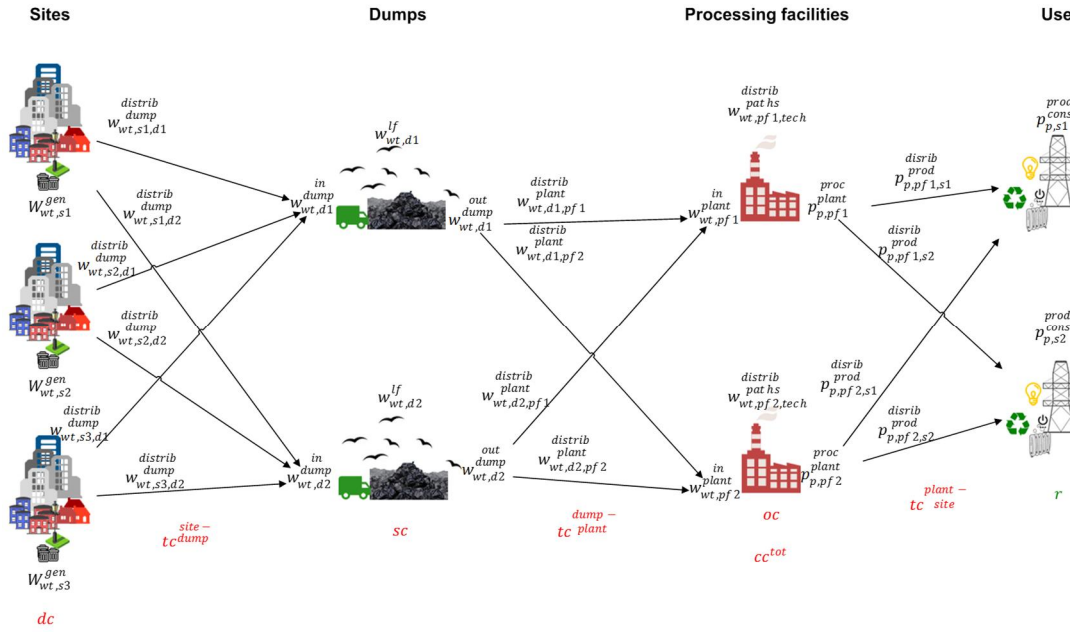 Sites
Dumps
Processing facilities
Use
distrib
dump
w wt,s1,d1
W gen wt,s1
distrib
dump
w wt,s1,d2
distrib
dump
w wt,s2,d1
distrib
dump
w wt,s2,d2
W gen wt,s2
distrib
dump
w wt,s3,d1
distrib
dump
w wt,s3,d2
W gen wt,s3
dc
site –
tc dump
w lf wt,d1
in
dump
w wt,d1
out
dump
w wt,d1
w lf wt,d2
in
dump
w wt,d2
out
dump
w wt,d2
sc
distrib
plant
w wt,d1,pf1
distrib
plant
w wt,d1,pf2
distrib
plant
w wt,d2,pf1
distrib
plant
w wt,d2,pf2
dump –
tc plant
distrib
paths
w wt,pf1,tech
in
plant
w wt,pf1
proc
plant
p p,pf1
distrib
paths
w wt,pf2,tech
in
plant
w wt,pf2
proc
plant
p p,pf2
oc
cc tot
disrib
prod
p p,pf1,s1
disrib
prod
p p,pf1,s2
disrib
prod
p p,pf2,s1
disrib
prod
p p,pf2,s2
plant –
tc site
prod
cons
p p,s1
prod
cons
p p,s2
r